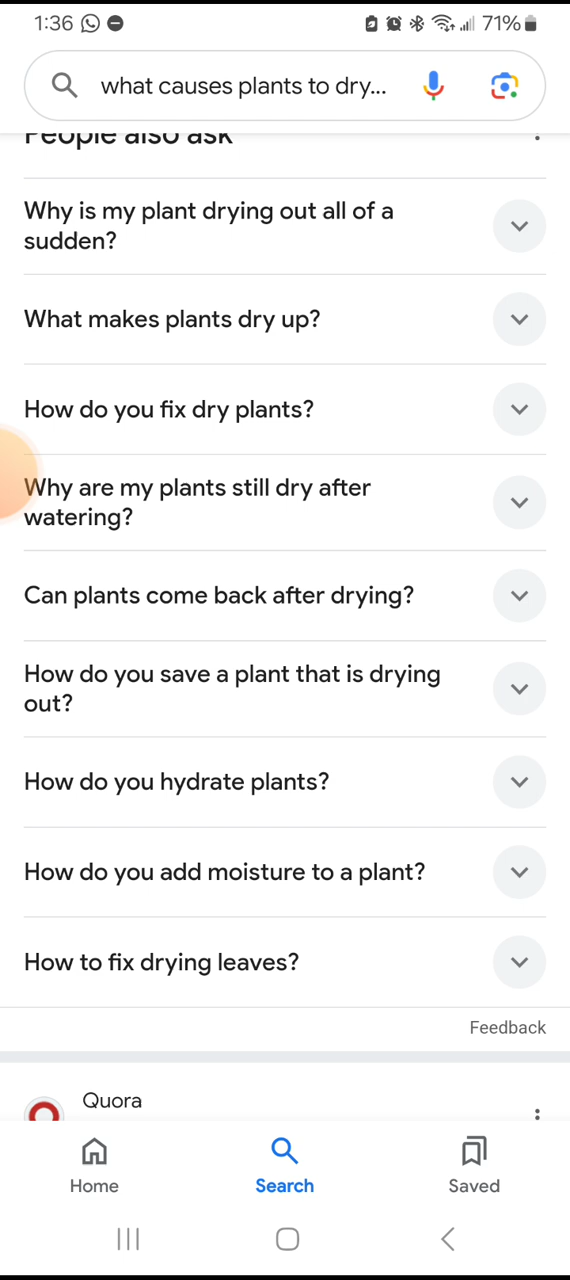 1:36
71%
what causes plants to dry...
People also ask
Why is my plant drying out all of a
sudden?
What makes plants dry up?
How do you fix dry plants?
Why are my plants still dry after
watering?
Can plants come back after drying?
How do you save a plant that is drying
out?
How do you hydrate plants?
How do you add moisture to a plant?
How to fix drying leaves?
Feedback
Quora
Home
Search
Saved